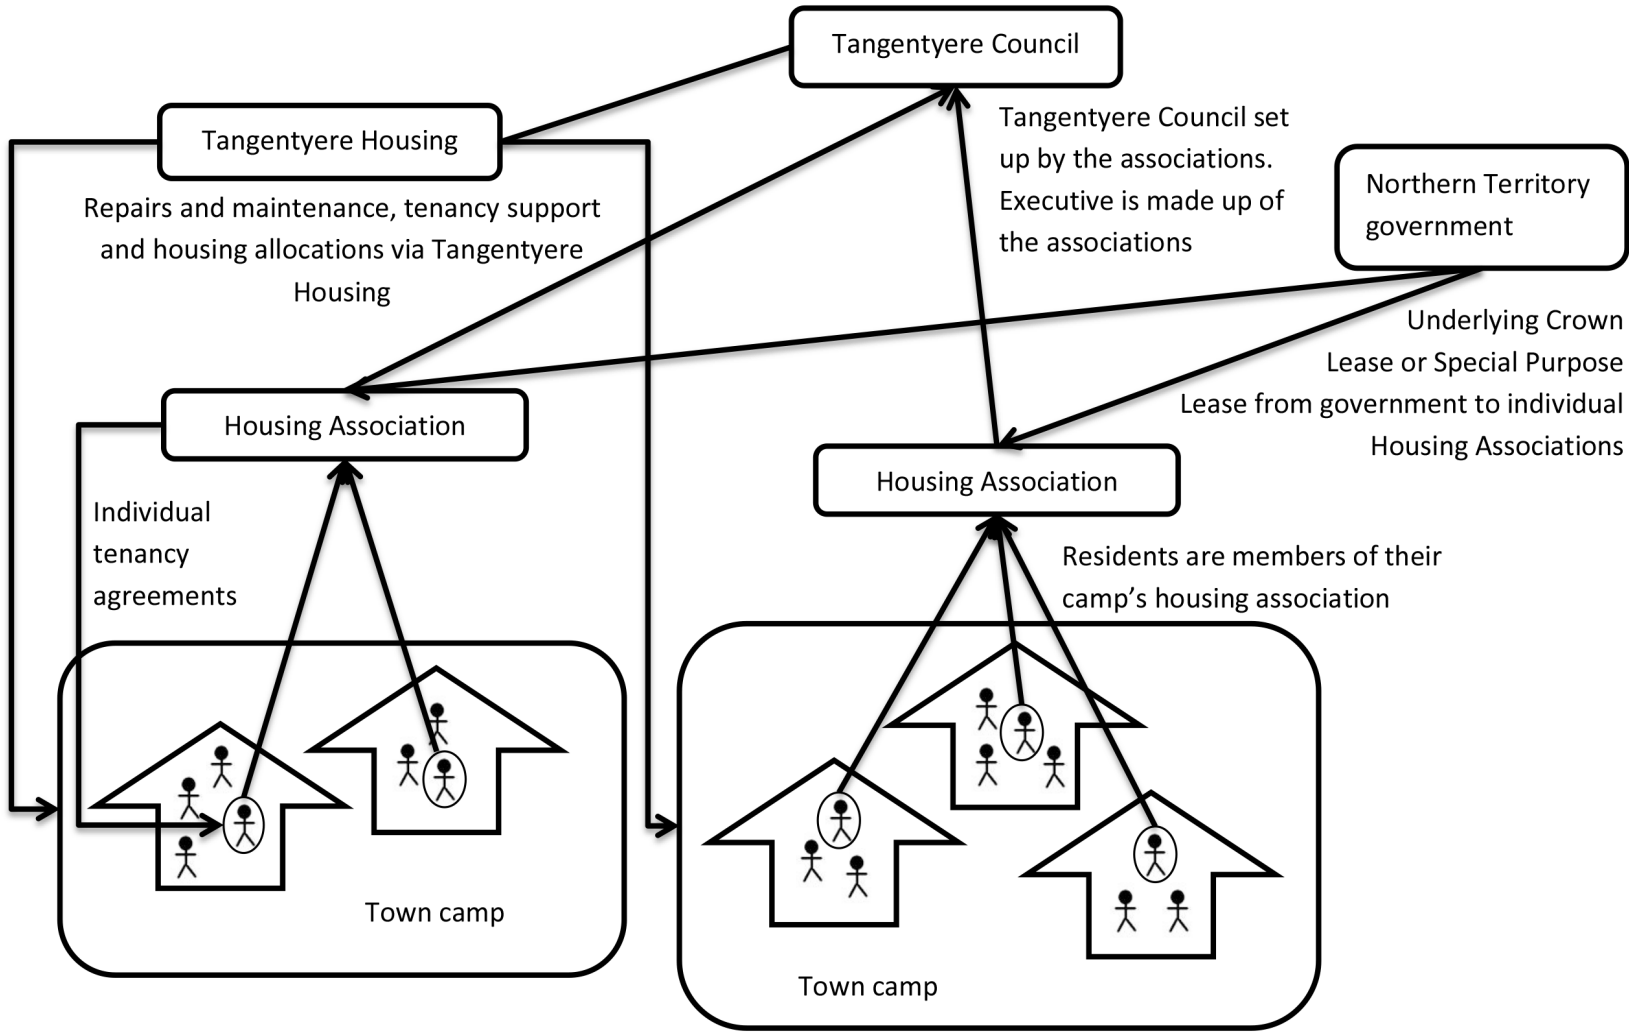 Tangentyere Council
Tangentyere Housing
Tangentyere Council set
up by the associations.
Executive is made up of
the associations
Northern Territory
government
Repairs and maintenance, tenancy support
and housing allocations via Tangentyere
Housing
Underlying Crown
Lease or Special Purpose
Lease from government to individual
Housing Associations
Housing Association
Housing Association
Individual
tenancy
agreements
Residents are members of their
camp’s housing association
Town camp
Town camp